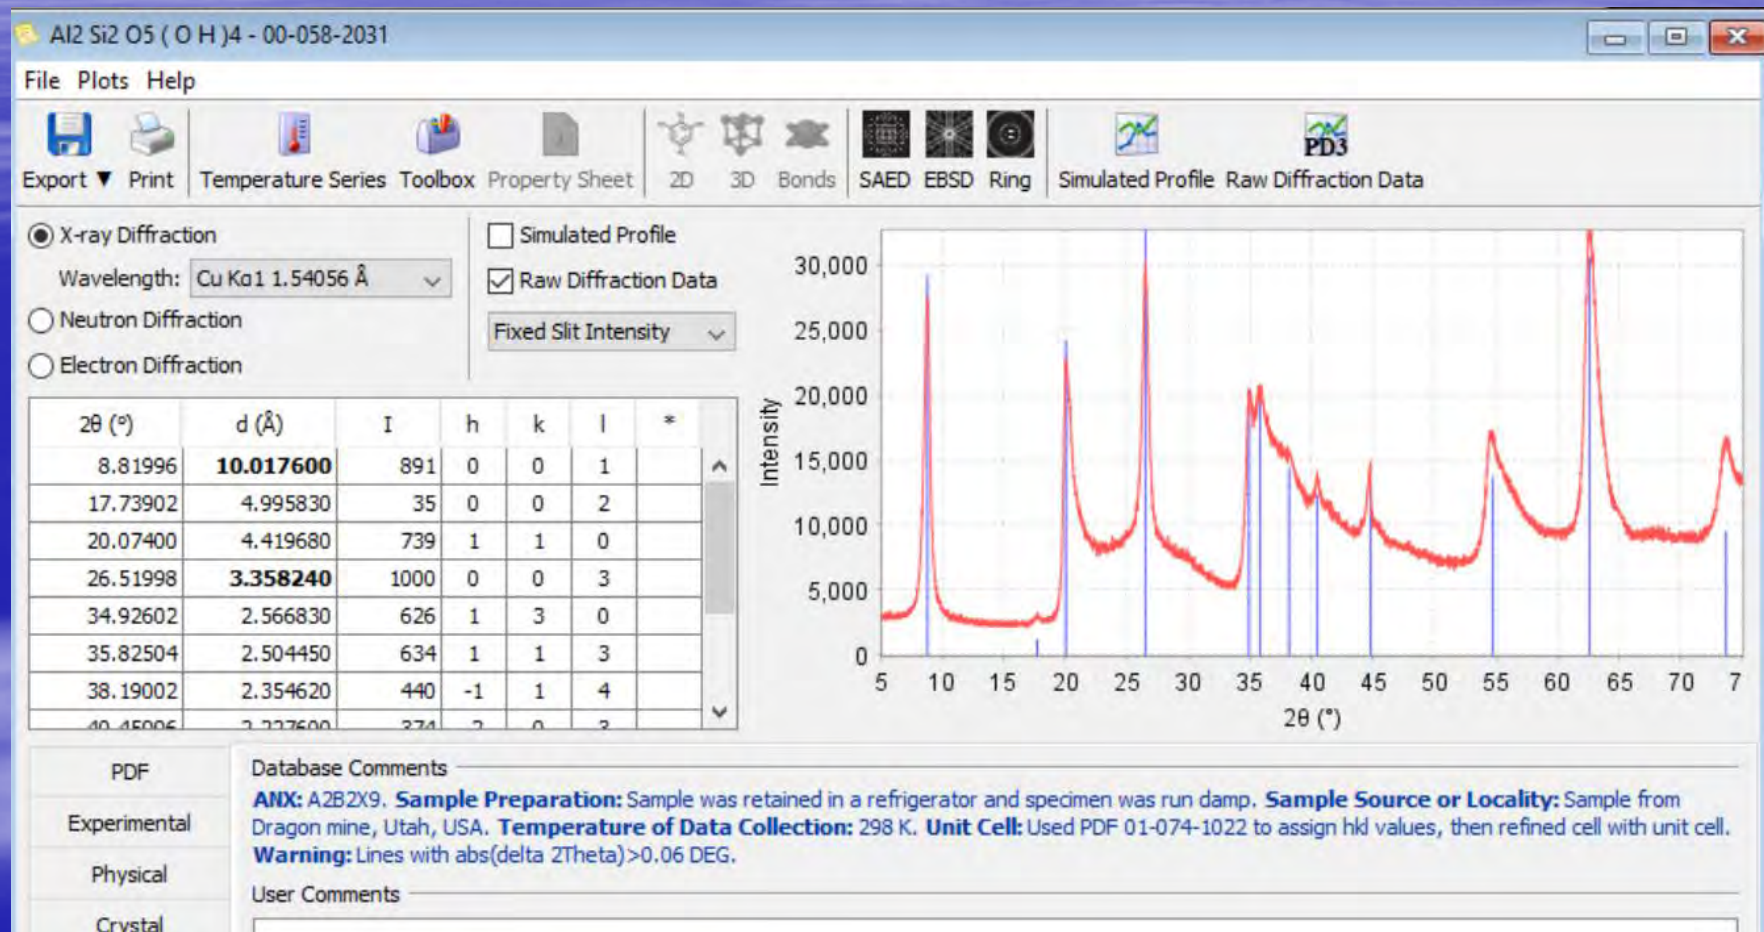 Al2 Si2 O5 ( O H )4 - 00-058-2031
File Plots Help
Export ▼ Print Temperature Series Toolbox Property Sheet 2D 3D Bonds SAED EBSD Ring Simulated Profile PD3 Raw Diffraction Data
X-ray Diffraction
Wavelength: Cu Kα1 1.54056 Å
Neutron Diffraction
Electron Diffraction
Simulated Profile
Raw Diffraction Data
Fixed Slit Intensity
2θ (°) d (Å) I h k l *
8.81996 10.017600 891 0 0 1
17.73902 4.995830 35 0 0 2
20.07400 4.419680 739 1 1 0
26.51998 3.358240 1000 0 0 3
34.92602 2.566830 626 1 3 0
35.82504 2.504450 634 1 1 3
38.19002 2.354620 440 -1 1 4
Intensity
30,000
25,000
20,000
15,000
10,000
5,000
0
5 10 15 20 25 30 35 40 45 50 55 60 65 70 7
2θ (°)
PDF
Experimental
Physical
Crystal
Database Comments
ANX: A2B2X9. Sample Preparation: Sample was retained in a refrigerator and specimen was run damp. Sample Source or Locality: Sample from
Dragon mine, Utah, USA. Temperature of Data Collection: 298 K. Unit Cell: Used PDF 01-074-1022 to assign hkl values, then refined cell with unit cell.
Warning: Lines with abs(delta 2Theta)>0.06 DEG.
User Comments